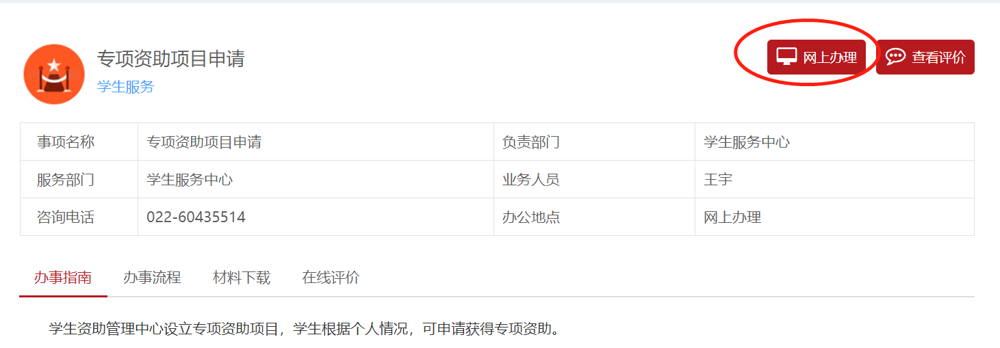 专项资助项目申请
学生服务
网上办理
查看评价
事项名称 专项资助项目申请 负责部门 学生服务中心
服务部门 学生服务中心 业务人员 王宇
咨询电话 022-60435514 办公地点 网上办理
办事指南 办事流程 材料下载 在线评价
学生资助管理中心设立专项资助项目，学生根据个人情况，可申请获得专项资助。